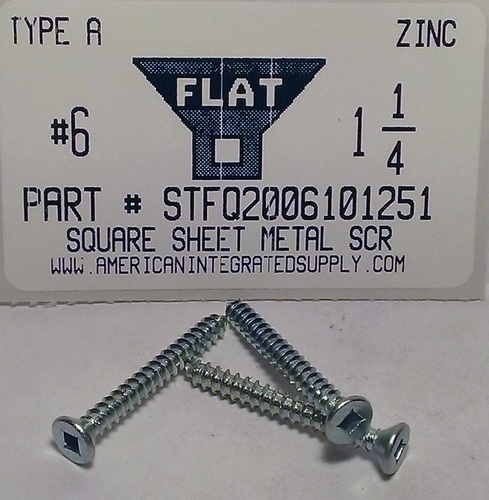 TYPE A ZINC
FLAT
#6 1 1/4
PART # STFQ2006101251
SQUARE SHEET METAL SCR
WWW.AMERICANINTEGRATEDSUPPLY.COM